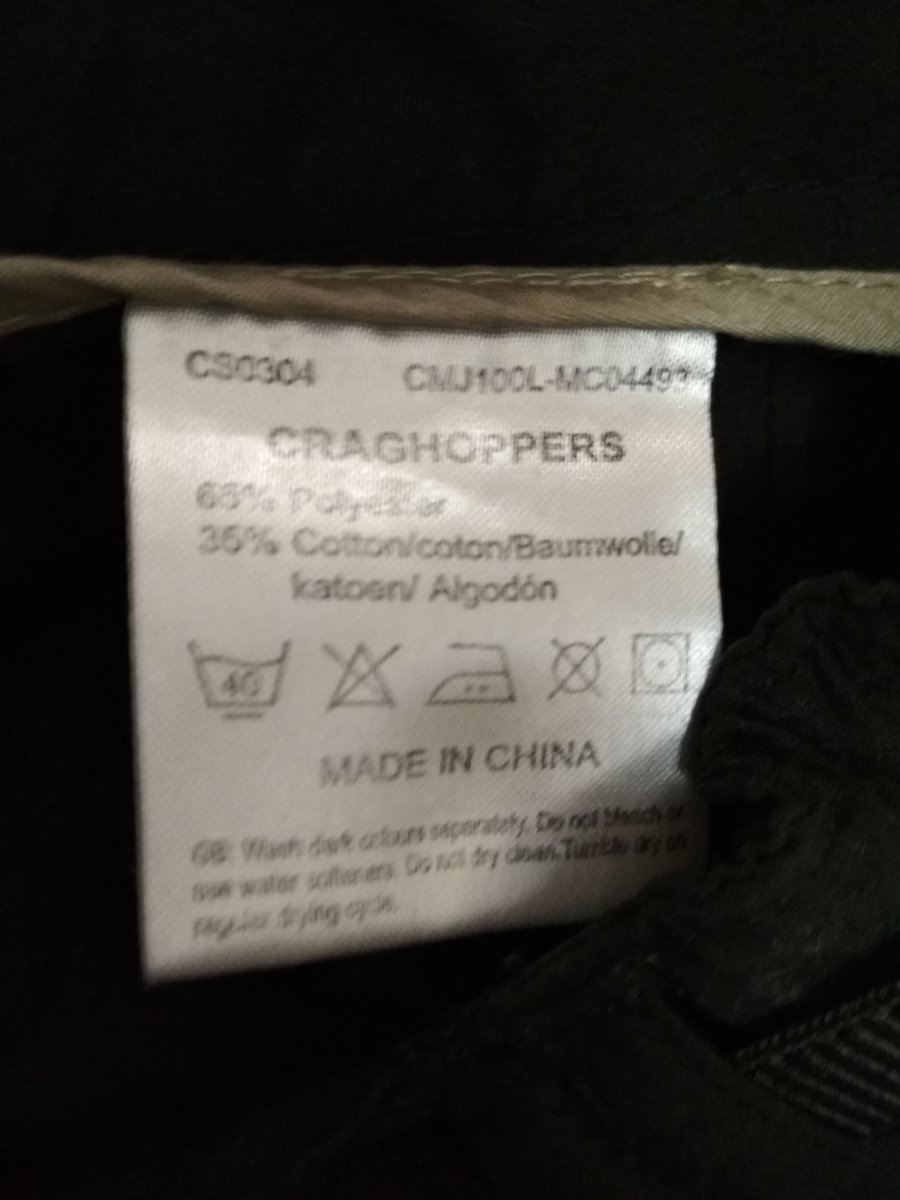 CS0304 CMJ100L-MC0449
CRAGHOPPERS
65% Polyester
35% Cotton/coton/Baumwolle/
katoen/ Algodón
40
MADE IN CHINA
GB: Wash dark colours seperately. Do not bleach or
use water softeners. Do not dry clean. Tumble dry on
regular drying cycle.